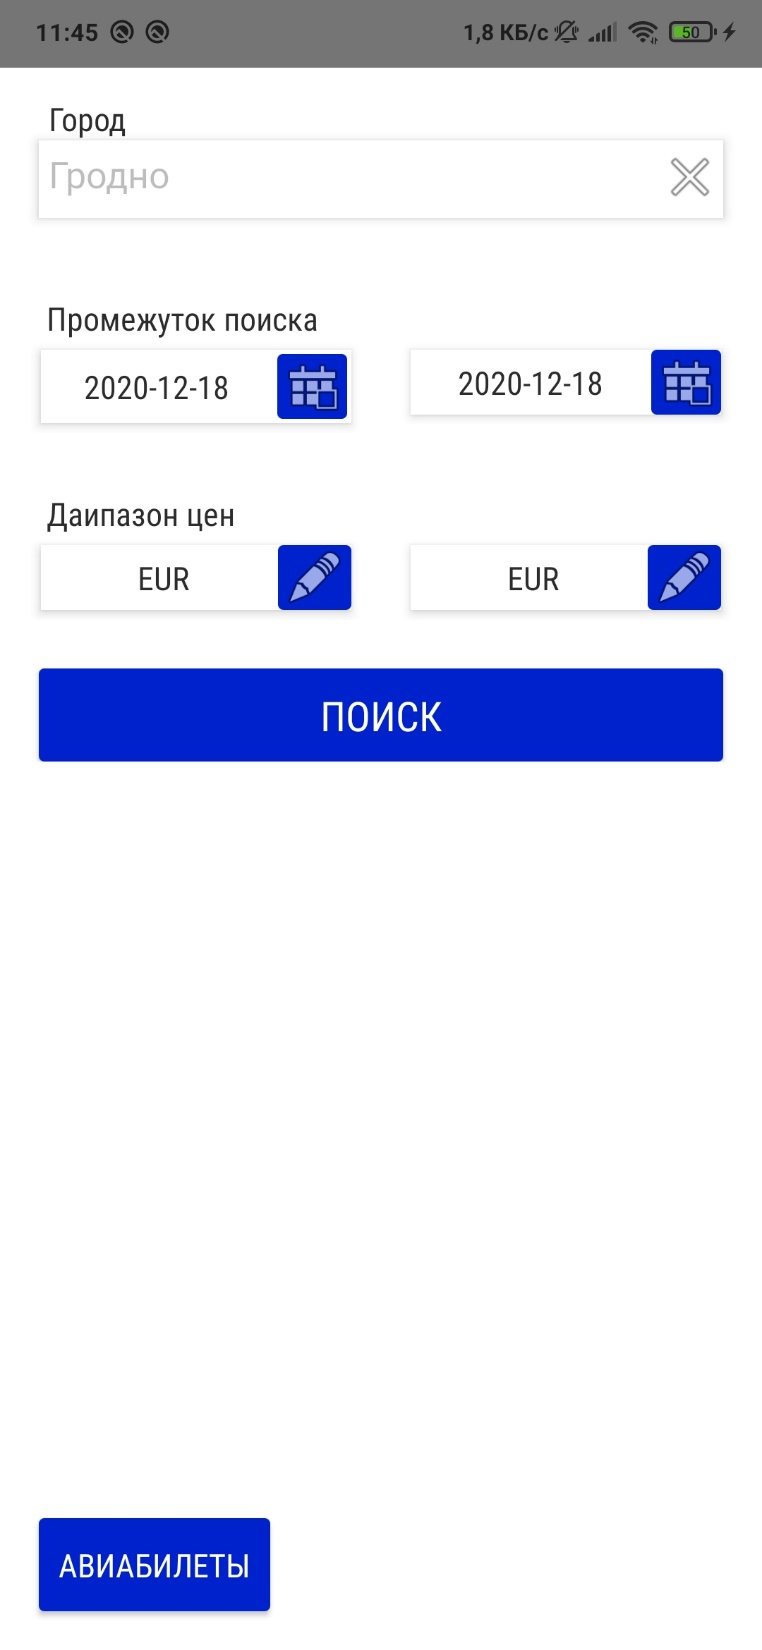 11:45 1,8 КБ/с 50
Город
Гродно
Промежуток поиска
2020-12-18 2020-12-18
Даипазон цен
EUR EUR
ПОИСК
АВИАБИЛЕТЫ